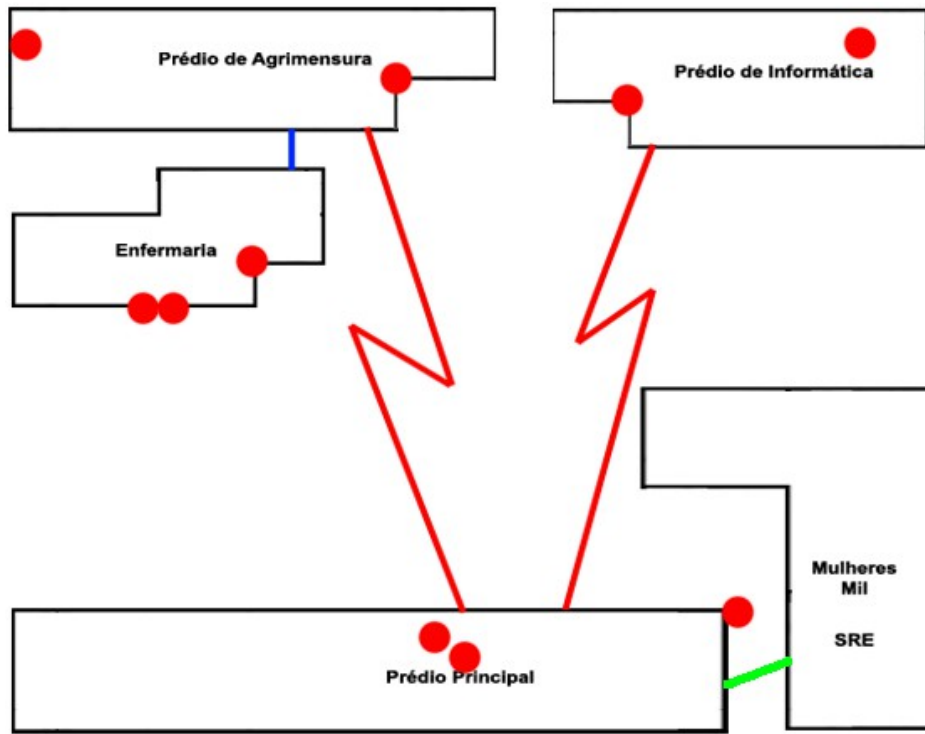 Prédio de Agrimensura
Prédio de Informática
Enfermaria
Mulheres
Mil
SRE
Prédio Principal